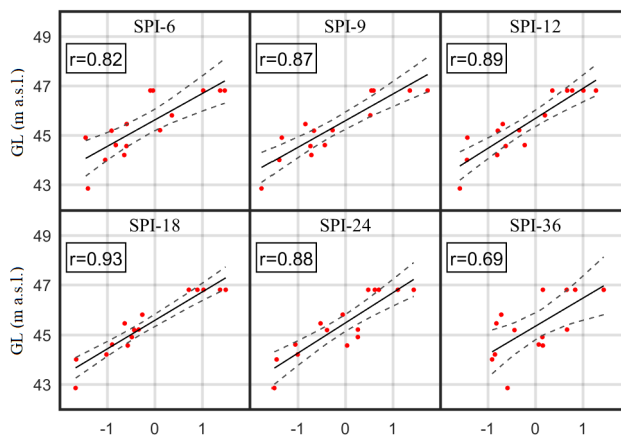 SPI-6 SPI-9 SPI-12
49
r=0.82 r=0.87 r=0.89
47
45
43
GL (m a.s.l.)
SPI-18 SPI-24 SPI-36
49
r=0.93 r=0.88 r=0.69
47
45
43
GL (m a.s.l.)
-1 0 1 -1 0 1 -1 0 1